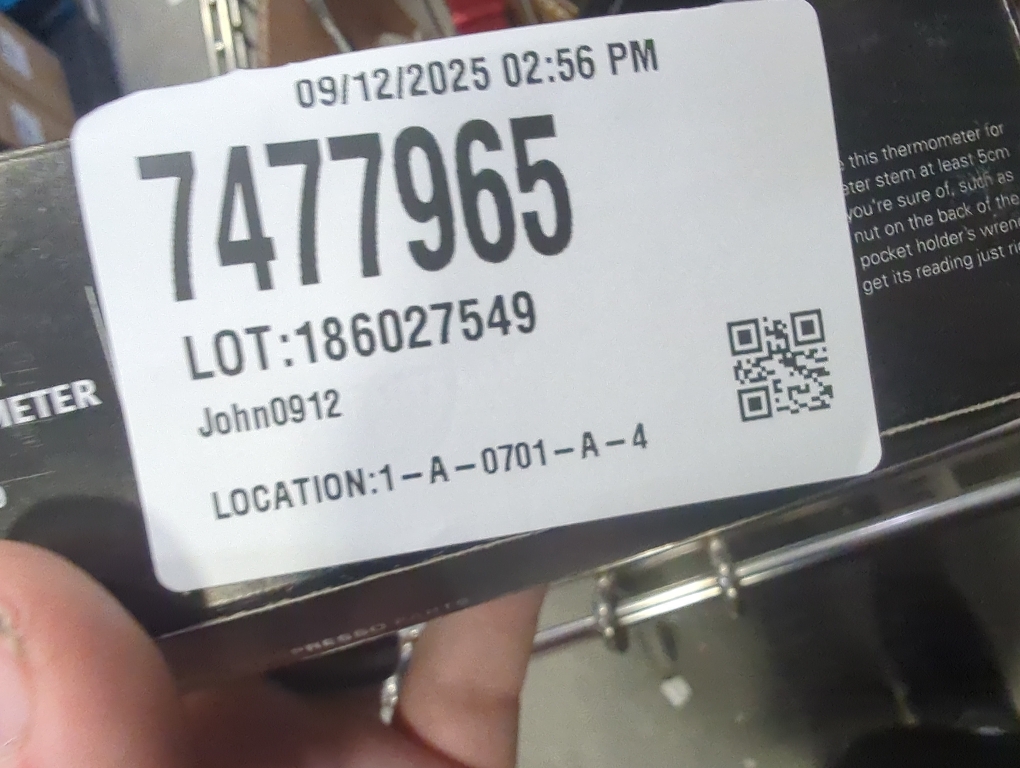 09/12/2025 02:56 PM
7477965
LOT:186027549
John0912
LOCATION:1-A-0701-A-4
this thermometer for
stem at least 5cm
you're sure of, such as
nut on the back of the
pocket holder's
get its reading just